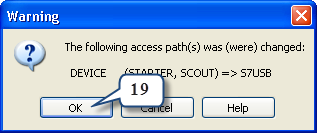 Warning
The following access path(s) was (were) changed:
DEVICE (STARTER, SCOUT) => S7USB
19
OK Cancel Help